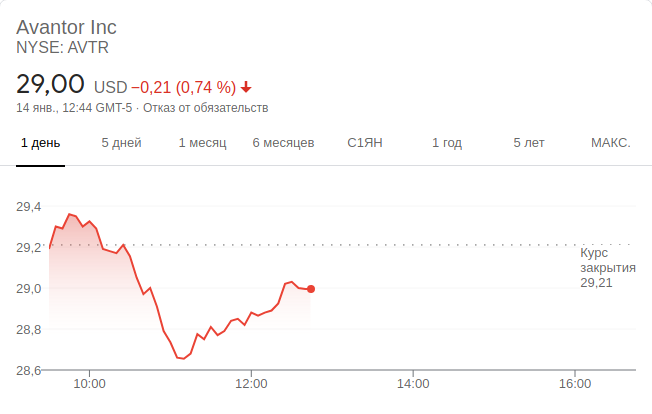 Avantor Inc
NYSE: AVTR
29,00 USD −0,21 (0,74 %)
14 янв., 12:44 GMT-5 · Отказ от обязательств
1 день 5 дней 1 месяц 6 месяцев С1ЯН 1 год 5 лет МАКС.
29,4
29,2
Курс
закрытия
29,21
29,0
28,8
28,6
10:00 12:00 14:00 16:00